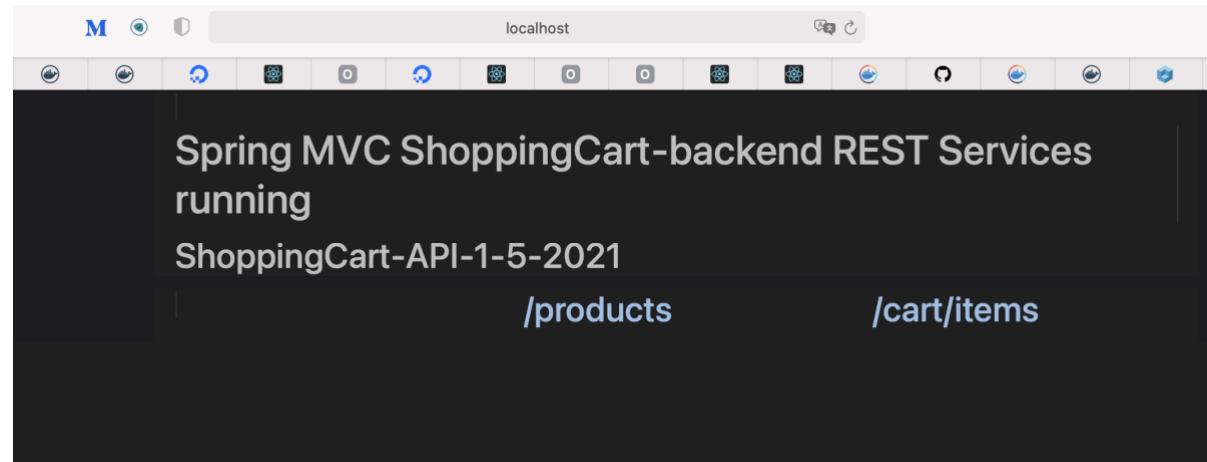 M localhost
O O O
Spring MVC ShoppingCart-backend REST Services
running
ShoppingCart-API-1-5-2021
/products /cart/items